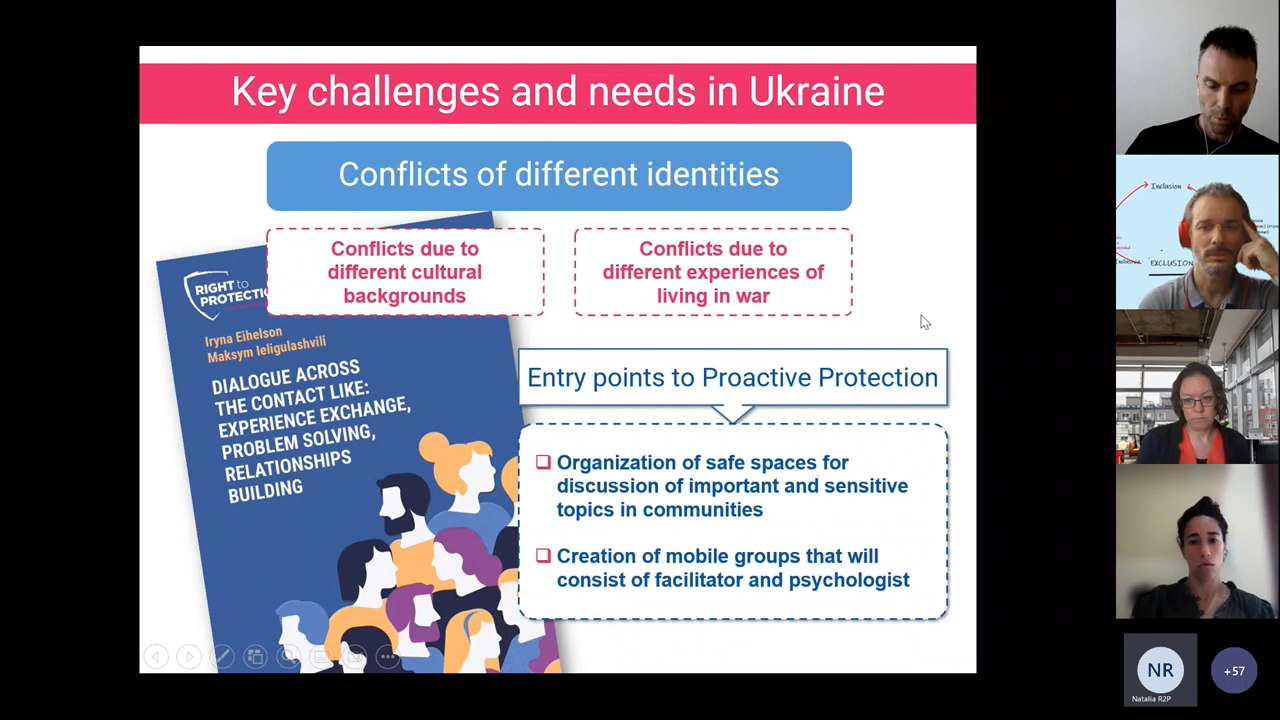 Key challenges and needs in Ukraine
Conflicts of different identities
Conflicts due to
different cultural
backgrounds
Conflicts due to
different experiences of
living in war
RIGHT to
PROTECTIO
Iryna Eihelson
Maksym Ieligulashvili
DIALOGUE ACROSS
THE CONTACT LIKE:
EXPERIENCE EXCHANGE,
PROBLEM SOLVING,
RELATIONSHIPS
BUILDING
Entry points to Proactive Protection
Organization of safe spaces for
discussion of important and sensitive
topics in communities
Creation of mobile groups that will
consist of facilitator and psychologist
Inclusion
EXCLUSION
NR
Natalia R2P
+57